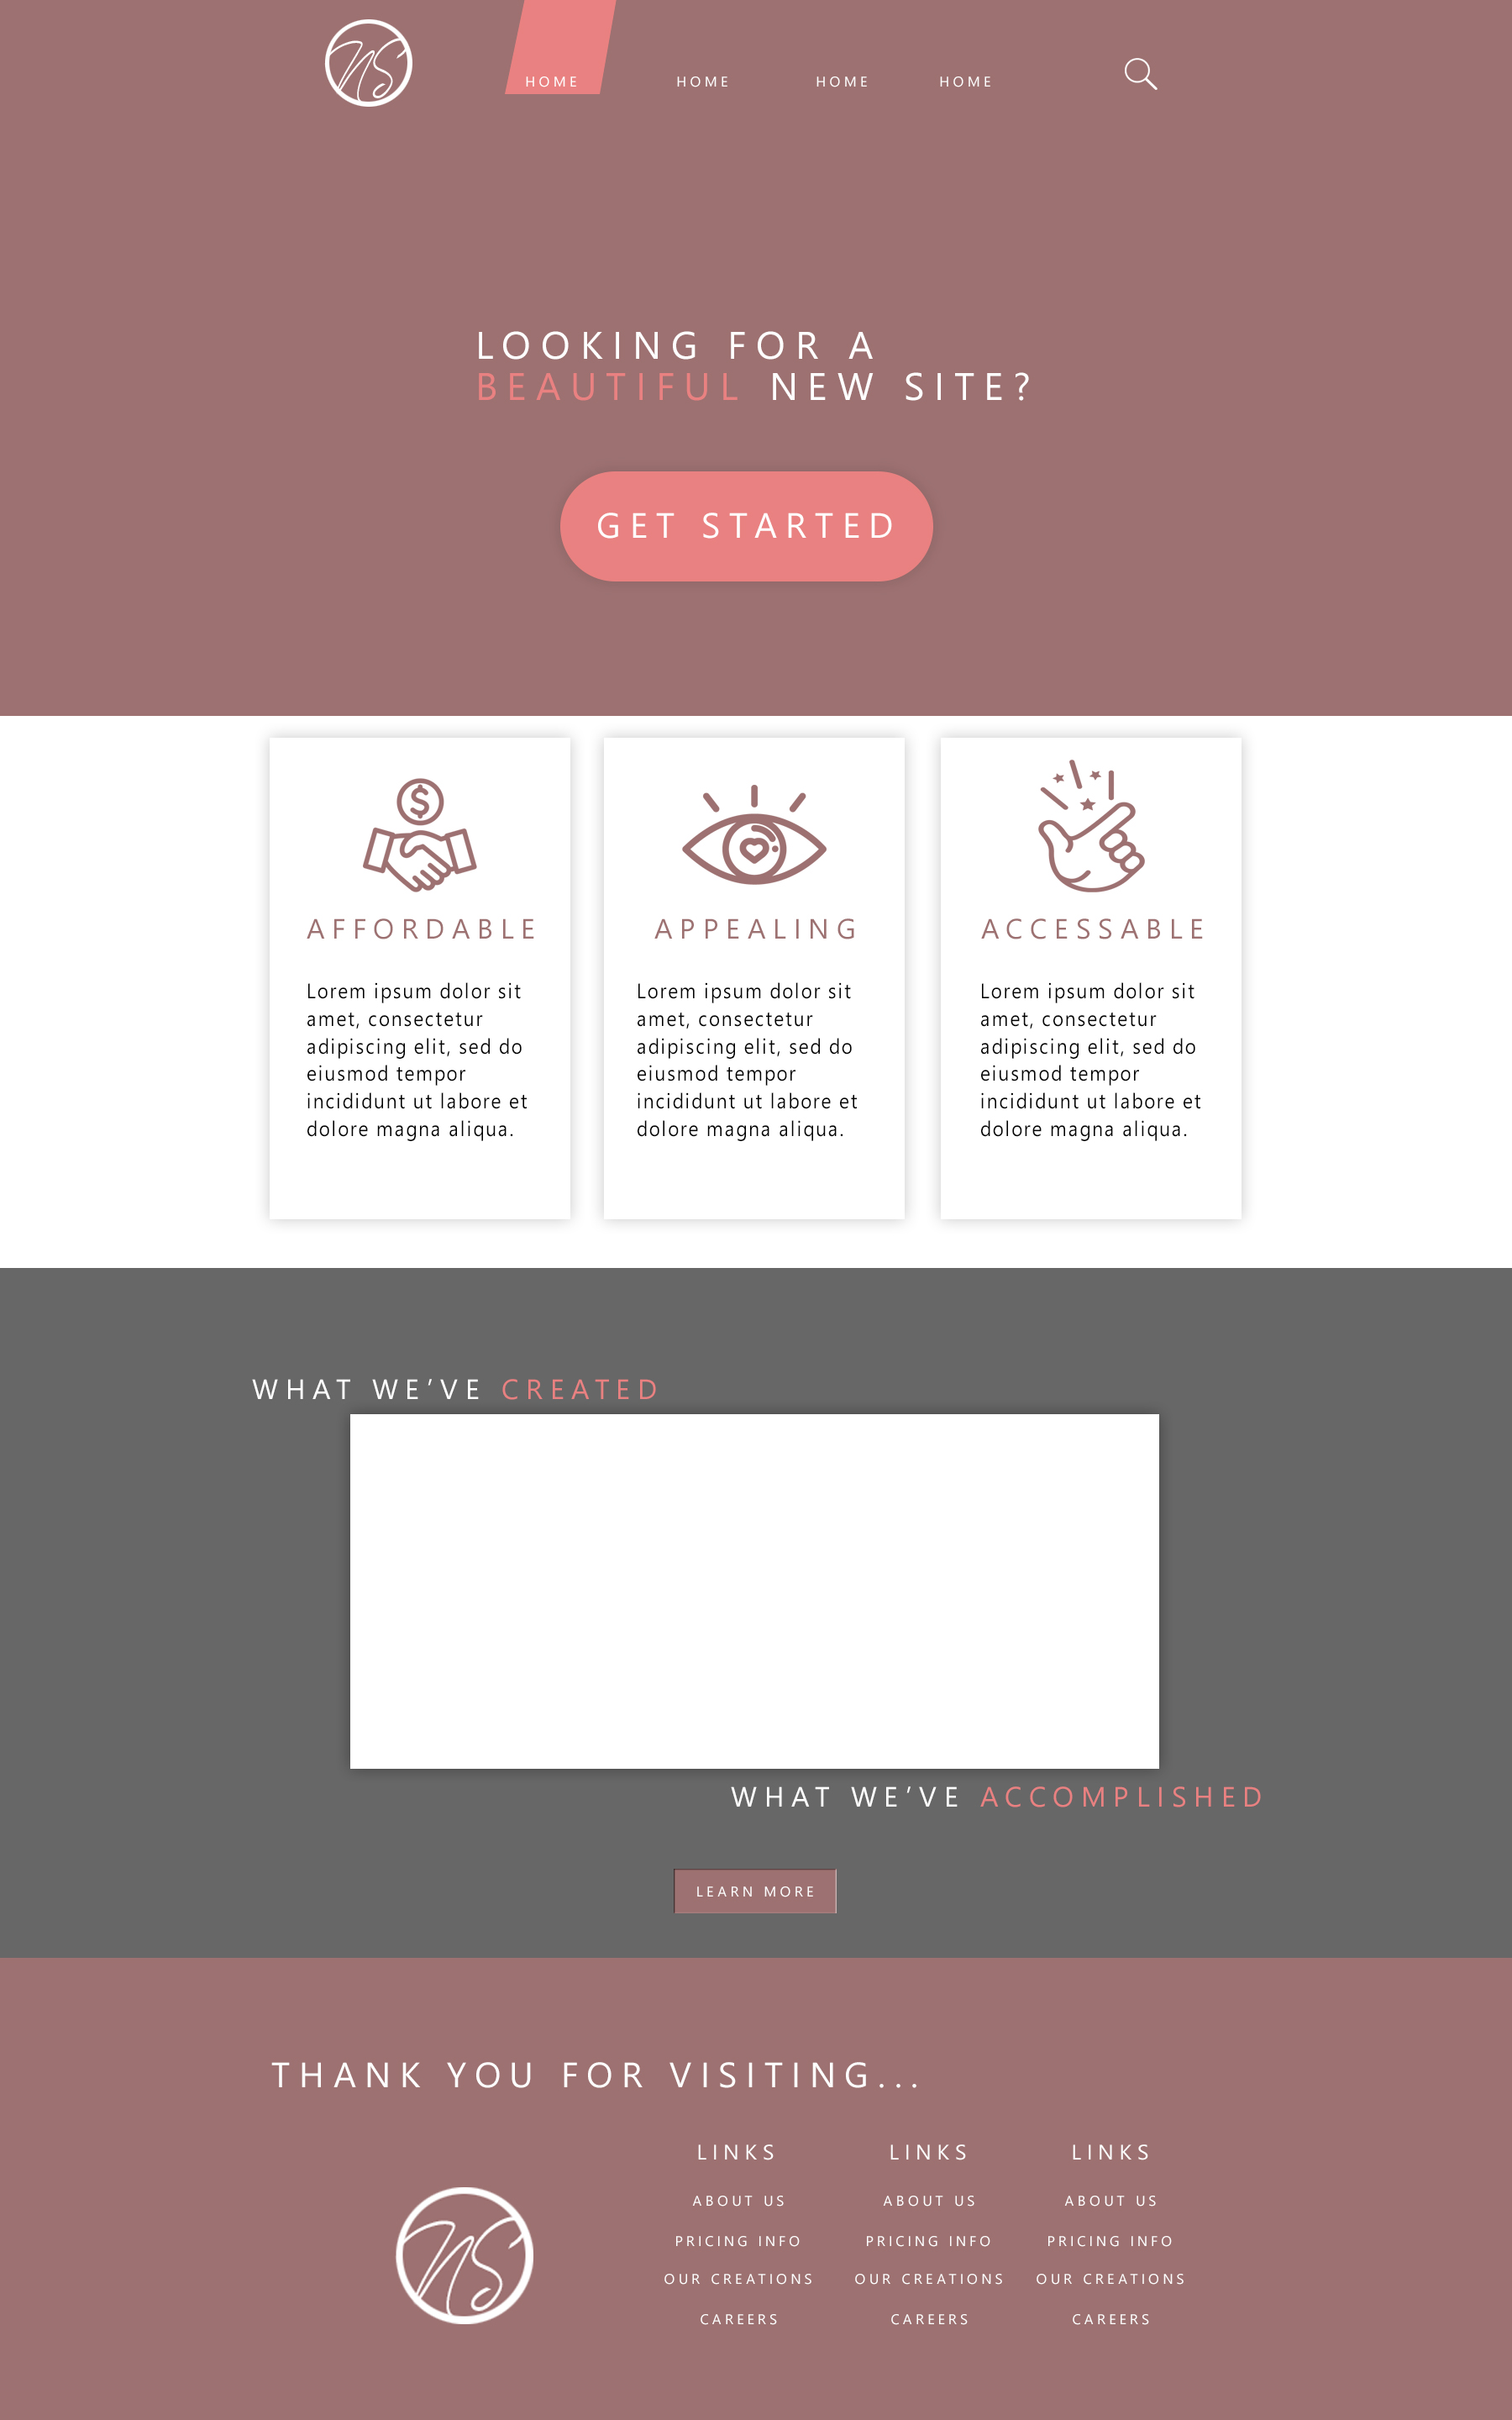 NS
HOME
HOME
HOME
HOME
LOOKING FOR A
BEAUTIFUL NEW SITE?
GET STARTED
$
AFFORDABLE
Lorem ipsum dolor sit
amet, consectetur
adipiscing elit, sed do
eiusmod tempor
incididunt ut labore et
dolore magna aliqua.
APPEALING
Lorem ipsum dolor sit
amet, consectetur
adipiscing elit, sed do
eiusmod tempor
incididunt ut labore et
dolore magna aliqua.
ACCESSABLE
Lorem ipsum dolor sit
amet, consectetur
adipiscing elit, sed do
eiusmod tempor
incididunt ut labore et
dolore magna aliqua.
WHAT WE'VE CREATED
WHAT WE'VE ACCOMPLISHED
LEARN MORE
THANK YOU FOR VISITING...
NS
LINKS
ABOUT US
PRICING INFO
OUR CREATIONS
CAREERS
LINKS
ABOUT US
PRICING INFO
OUR CREATIONS
CAREERS
LINKS
ABOUT US
PRICING INFO
OUR CREATIONS
CAREERS